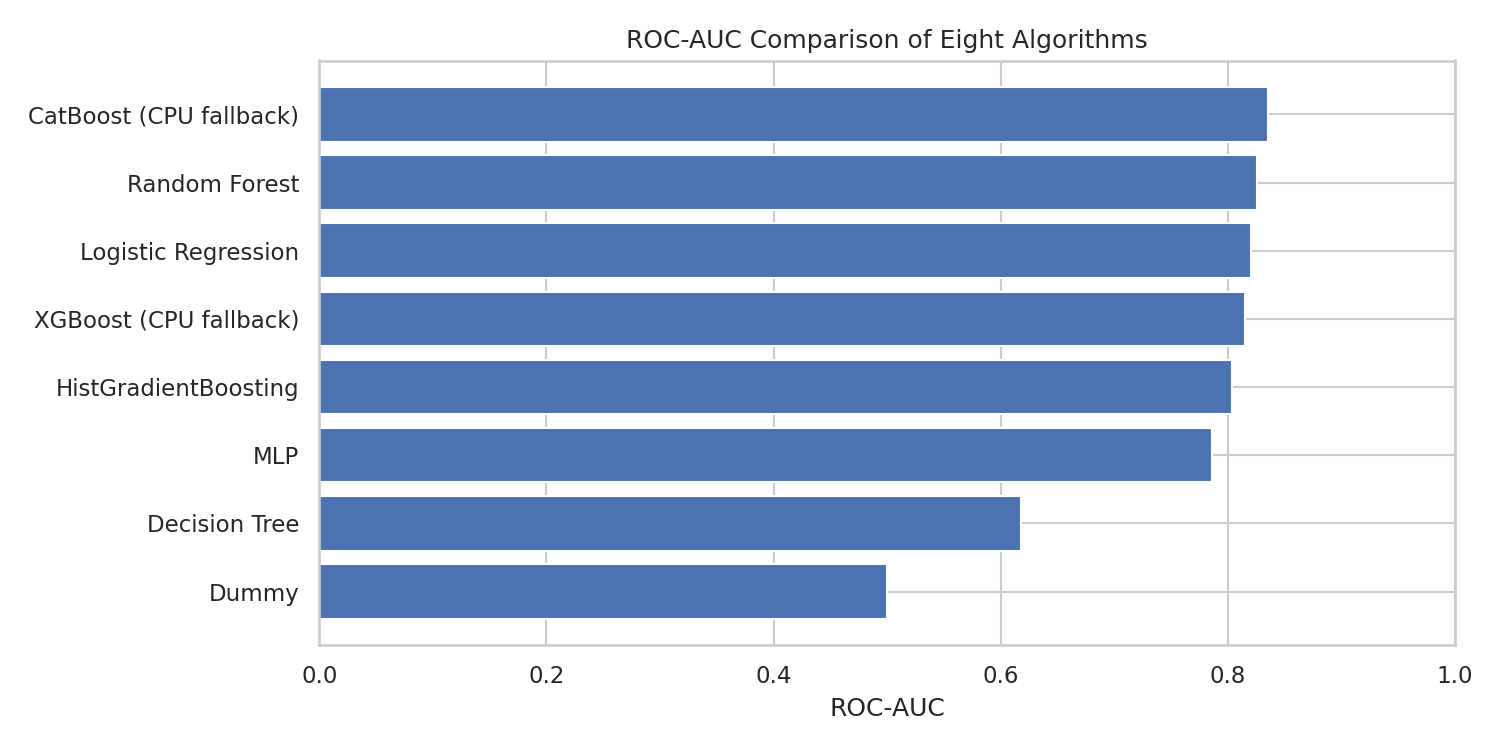 ROC-AUC Comparison of Eight Algorithms
CatBoost (CPU fallback)
Random Forest
Logistic Regression
XGBoost (CPU fallback)
HistGradientBoosting
MLP
Decision Tree
Dummy
0.0 0.2 0.4 0.6 0.8 1.0
ROC-AUC